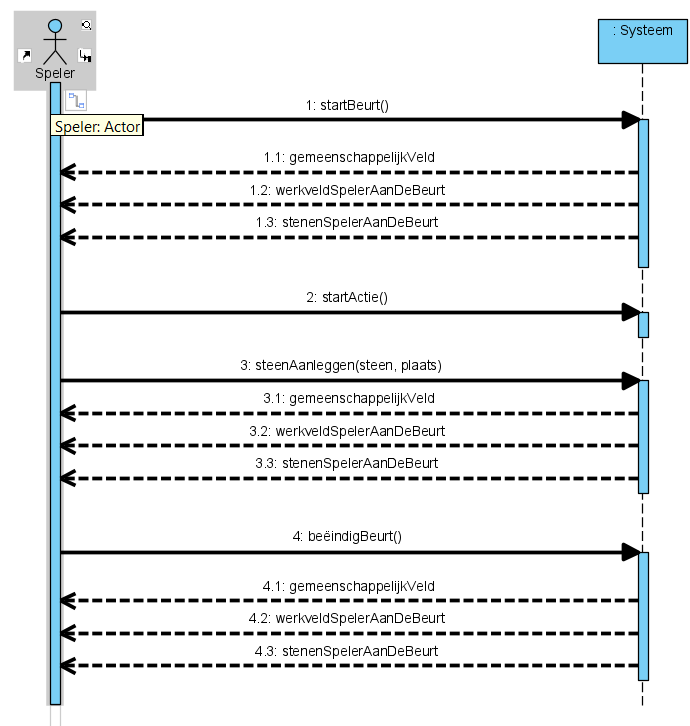 Speler
: Systeem
1: startBeurt()
Speler: Actor
1.1: gemeenschappelijkVeld
1.2: werkveldSpelerAanDeBeurt
1.3: stenenSpelerAanDeBeurt
2: startActie()
3: steenAanleggen(steen, plaats)
3.1: gemeenschappelijkVeld
3.2: werkveldSpelerAanDeBeurt
3.3: stenenSpelerAanDeBeurt
4: beëindigBeurt()
4.1: gemeenschappelijkVeld
4.2: werkveldSpelerAanDeBeurt
4.3: stenenSpelerAanDeBeurt